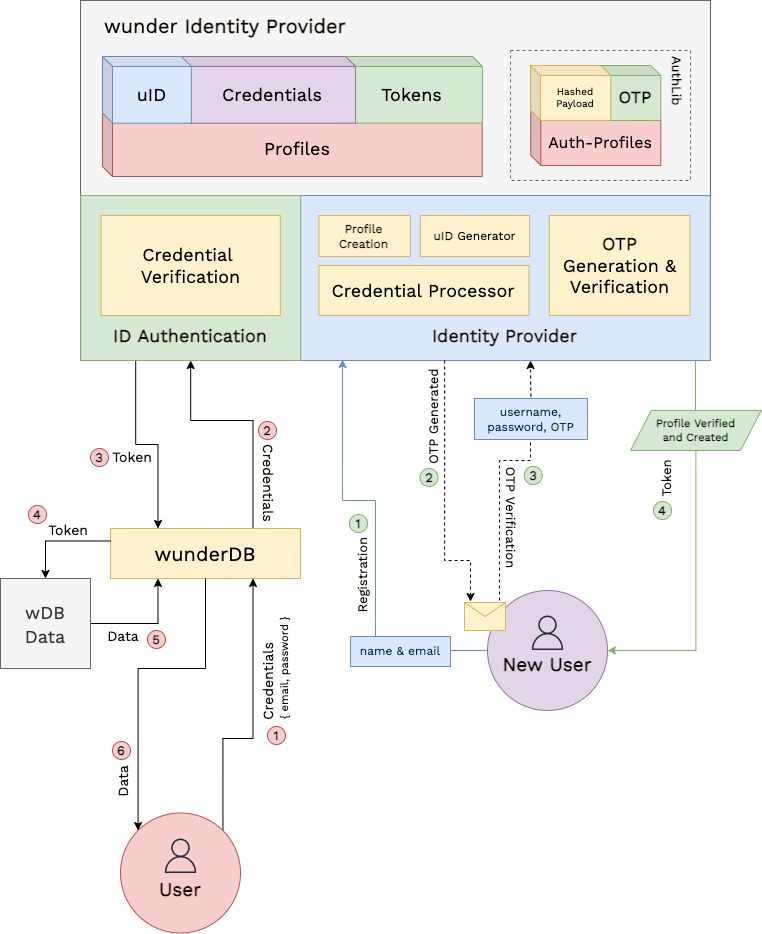 wunder Identity Provider
uID
Credentials
Tokens
Profiles
Hashed
Payload
OTP
Auth-Profiles
AuthLib
Credential
Verification
ID Authentication
Profile
Creation
uID Generator
Credential Processor
OTP
Generation &
Verification
Identity Provider
3
Token
2
Credentials
4
Token
wunderDB
wDB
Data
Data
5
Credentials
{ email, password }
1
6
Data
User
1
Registration
name & email
OTP Generated
2
username,
password, OTP
3
OTP Verification
New User
Profile Verified
and Created
Token
4